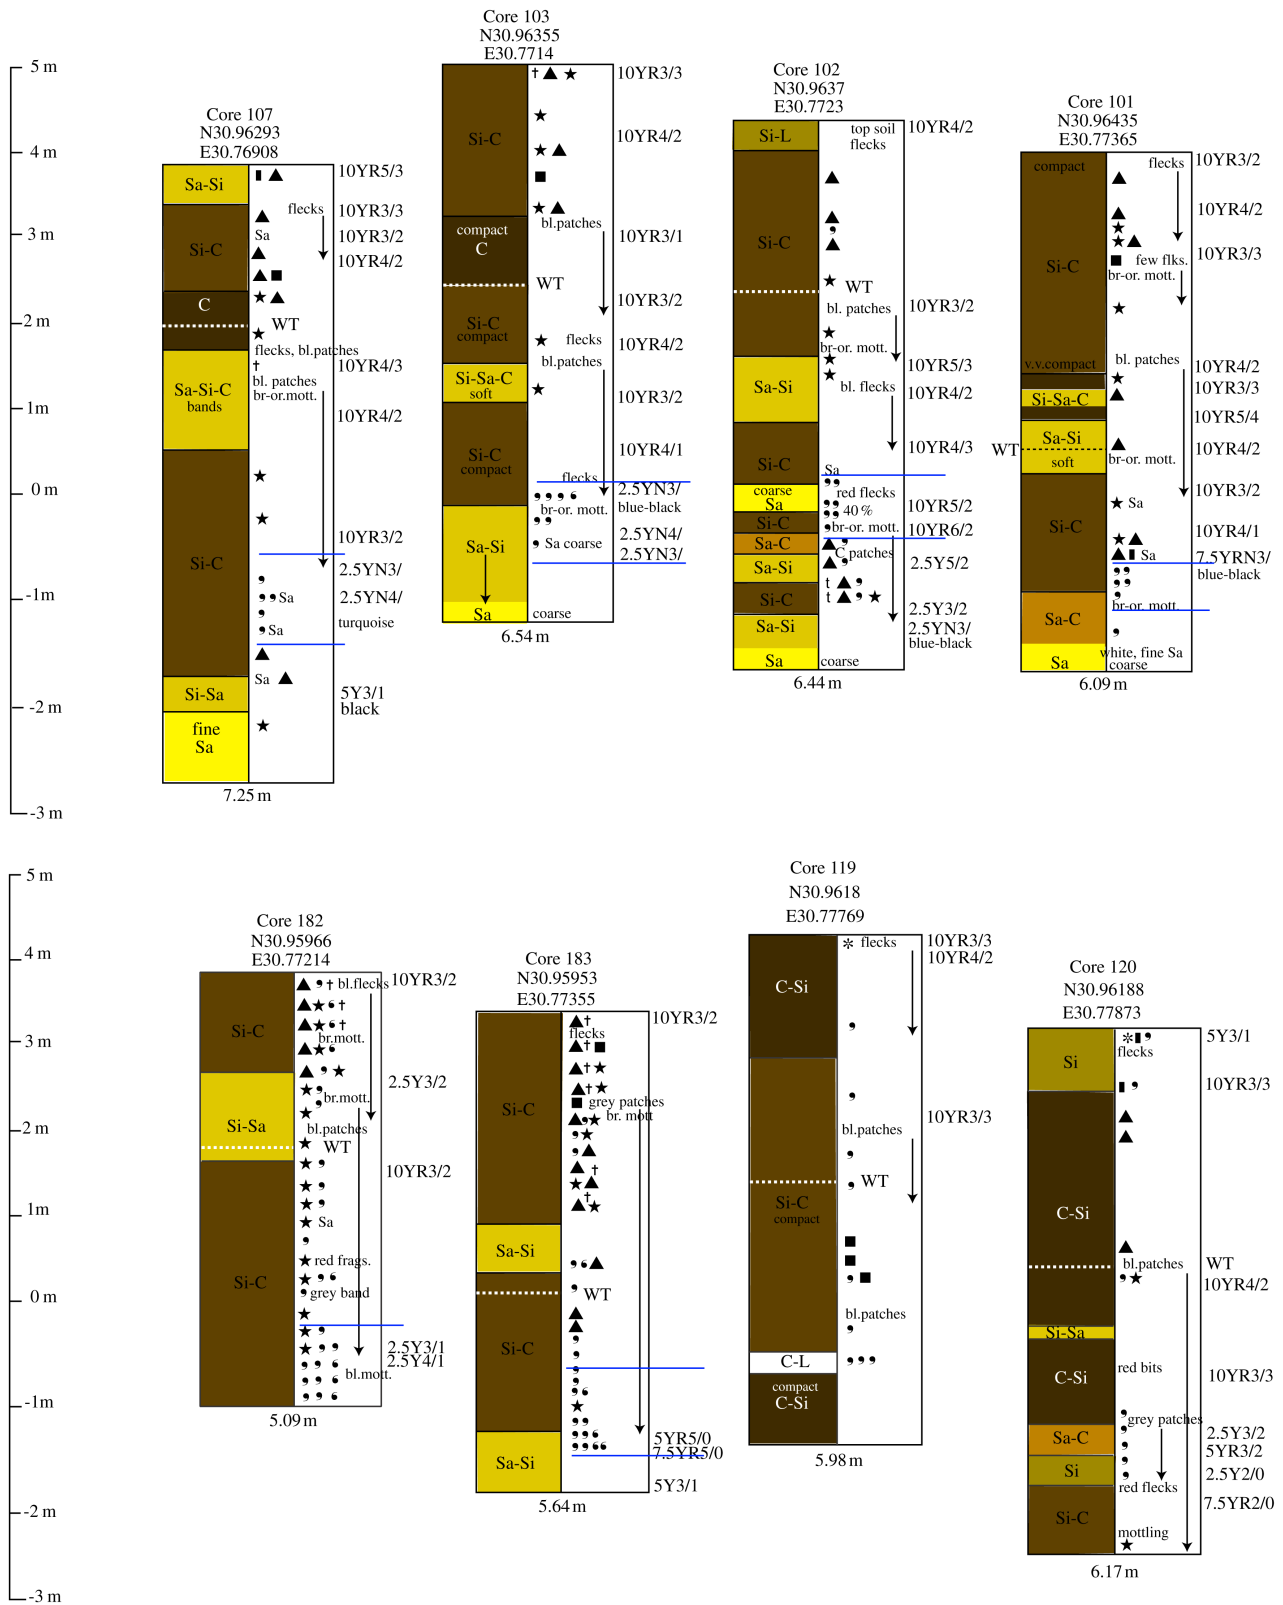 5 m
4 m
3 m
2 m
1m
0 m
-1m
-2 m
-3 m
Core 107
N30.96293
E30.76908
Sa-Si
Si-C
C
Sa-Si-C
bands
Si-C
Si-Sa
fine
Sa
flecks
Sa
WT
flecks, bl.patches
†
bl. patches
br-or.mott.
Sa
Sa
Sa
10YR5/3
10YR3/3
10YR3/2
10YR4/2
10YR4/3
10YR4/2
10YR3/2
2.5YN3/
2.5YN4/
turquoise
5Y3/1
black
7.25 m
Core 103
N30.96355
E30.7714
Si-C
compact
C
Si-C
compact
Si-Sa-C
soft
Si-C
compact
Sa-Si
Sa
†
bl.patches
WT
flecks
bl.patches
flecks
br-or. mott.
Sa coarse
coarse
10YR3/3
10YR4/2
10YR3/1
10YR3/2
10YR4/2
10YR3/2
10YR4/1
2.5YN3/
blue-black
2.5YN4/
2.5YN3/
6.54 m
Core 102
N30.9637
E30.7723
Si-L
Si-C
Sa-Si
Si-C
coarse
Sa
Si-C
Sa-C
Sa-Si
Si-C
Sa-Si
Sa
top soil
flecks
WT
bl. patches
br-or. mott.
bl. flecks
Sa
red flecks
40 %
br-or. mott.
C patches
t
t
coarse
10YR4/2
10YR3/2
10YR5/3
10YR4/2
10YR4/3
10YR5/2
10YR6/2
2.5Y5/2
2.5Y3/2
2.5YN3/
blue-black
6.44 m
Core 101
N30.96435
E30.77365
compact
Si-C
v.v.compact
Si-Sa-C
Sa-Si
WT
soft
Si-C
Sa-C
Sa
flecks
few flks.
br-or. mott.
bl. patches
br-or. mott.
Sa
Sa
br-or. mott.
white, fine Sa
coarse
10YR3/2
10YR4/2
10YR3/3
10YR4/2
10YR3/3
10YR5/4
10YR4/2
10YR3/2
10YR4/1
7.5YRN3/
blue-black
6.09 m
5 m
4 m
3 m
2 m
1m
0 m
-1m
-2 m
-3 m
Core 182
N30.95966
E30.77214
Si-C
Si-Sa
Si-C
† bl.flecks
†
†
br.mott.
br.mott.
bl.patches
WT
Sa
red frags.
grey band
bl.mott.
10YR3/2
2.5Y3/2
10YR3/2
2.5Y3/1
2.5Y4/1
5.09 m
Core 183
N30.95953
E30.77355
Si-C
Sa-Si
Si-C
Sa-Si
†
flecks
†
†
†
grey patches
br. mott
†
†
WT
10YR3/2
5YR5/0
7.5YR5/0
5Y3/1
5.64 m
Core 119
N30.9618
E30.77769
C-Si
Si-C
compact
C-L
compact
C-Si
* flecks
bl.patches
WT
bl.patches
10YR3/3
10YR4/2
10YR3/3
5.98 m
Core 120
N30.96188
E30.77873
Si
C-Si
Si-Sa
C-Si
Sa-C
Si
Si-C
*
flecks
bl.patches
WT
red bits
grey patches
red flecks
mottling
5Y3/1
10YR3/3
10YR4/2
10YR3/3
2.5Y3/2
5YR3/2
2.5Y2/0
7.5YR2/0
6.17 m